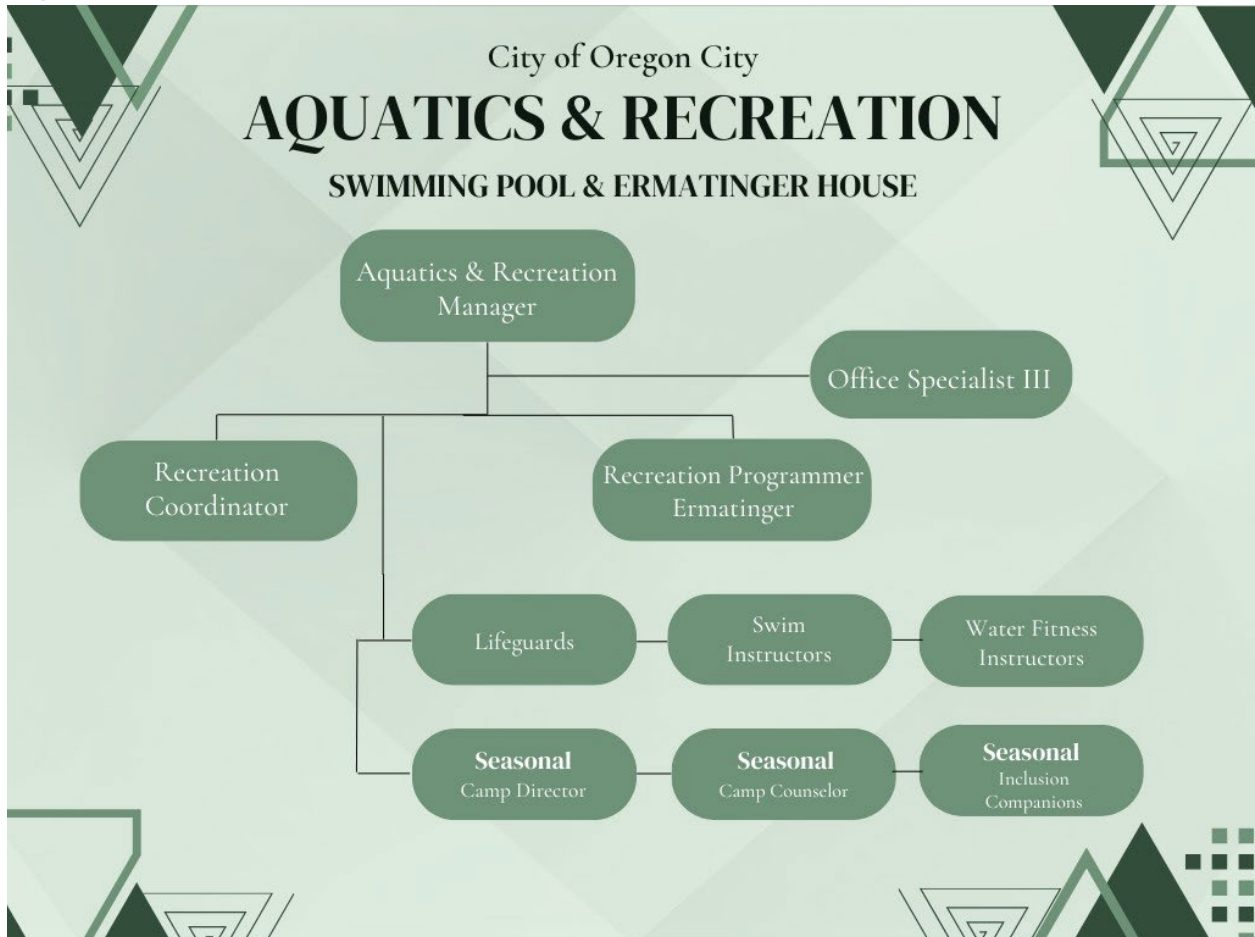 City of Oregon City
AQUATICS & RECREATION
SWIMMING POOL & ERMATINGER HOUSE
Aquatics & Recreation
Manager
Office Specialist III
Recreation
Coordinator
Recreation Programmer
Ermatinger
Lifeguards
Swim
Instructors
Water Fitness
Instructors
Seasonal
Camp Director
Seasonal
Camp Counselor
Seasonal
Inclusion
Companions